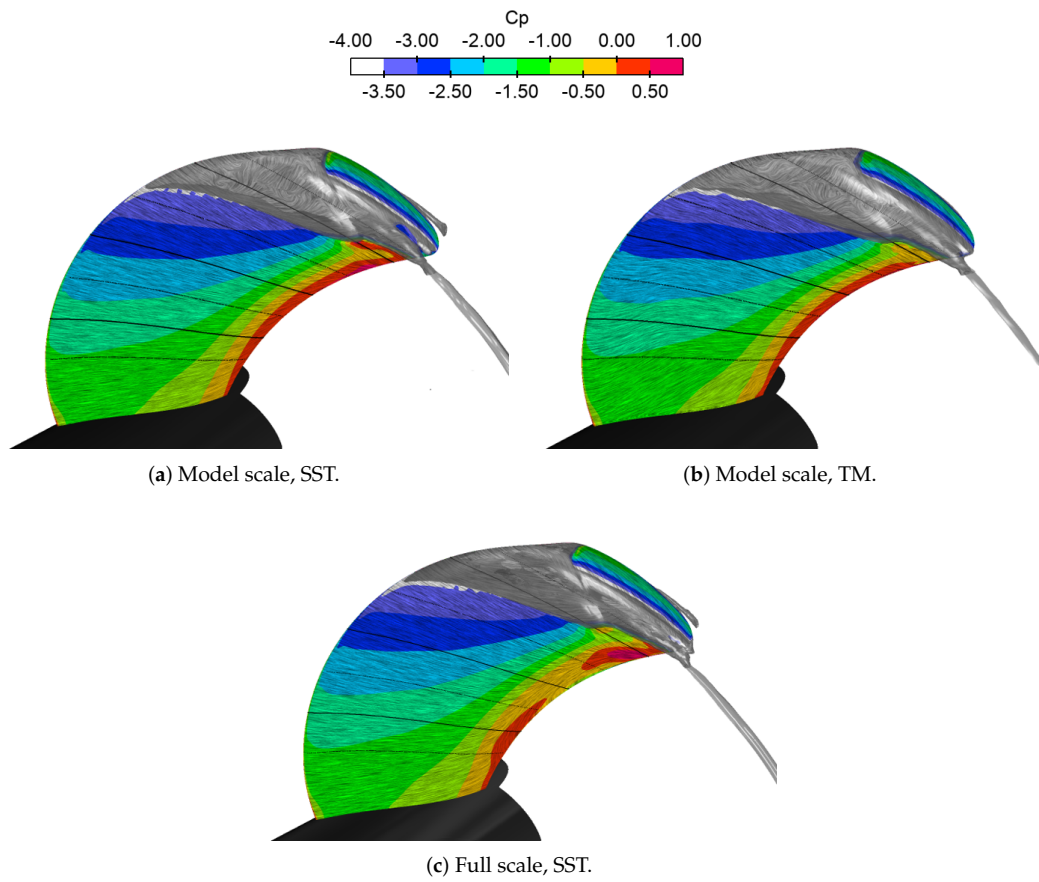 Cp
-4.00 -3.00 -2.00 -1.00 0.00 1.00
-3.50 -2.50 -1.50 -0.50 0.50
(a) Model scale, SST.
(b) Model scale, TM.
(c) Full scale, SST.